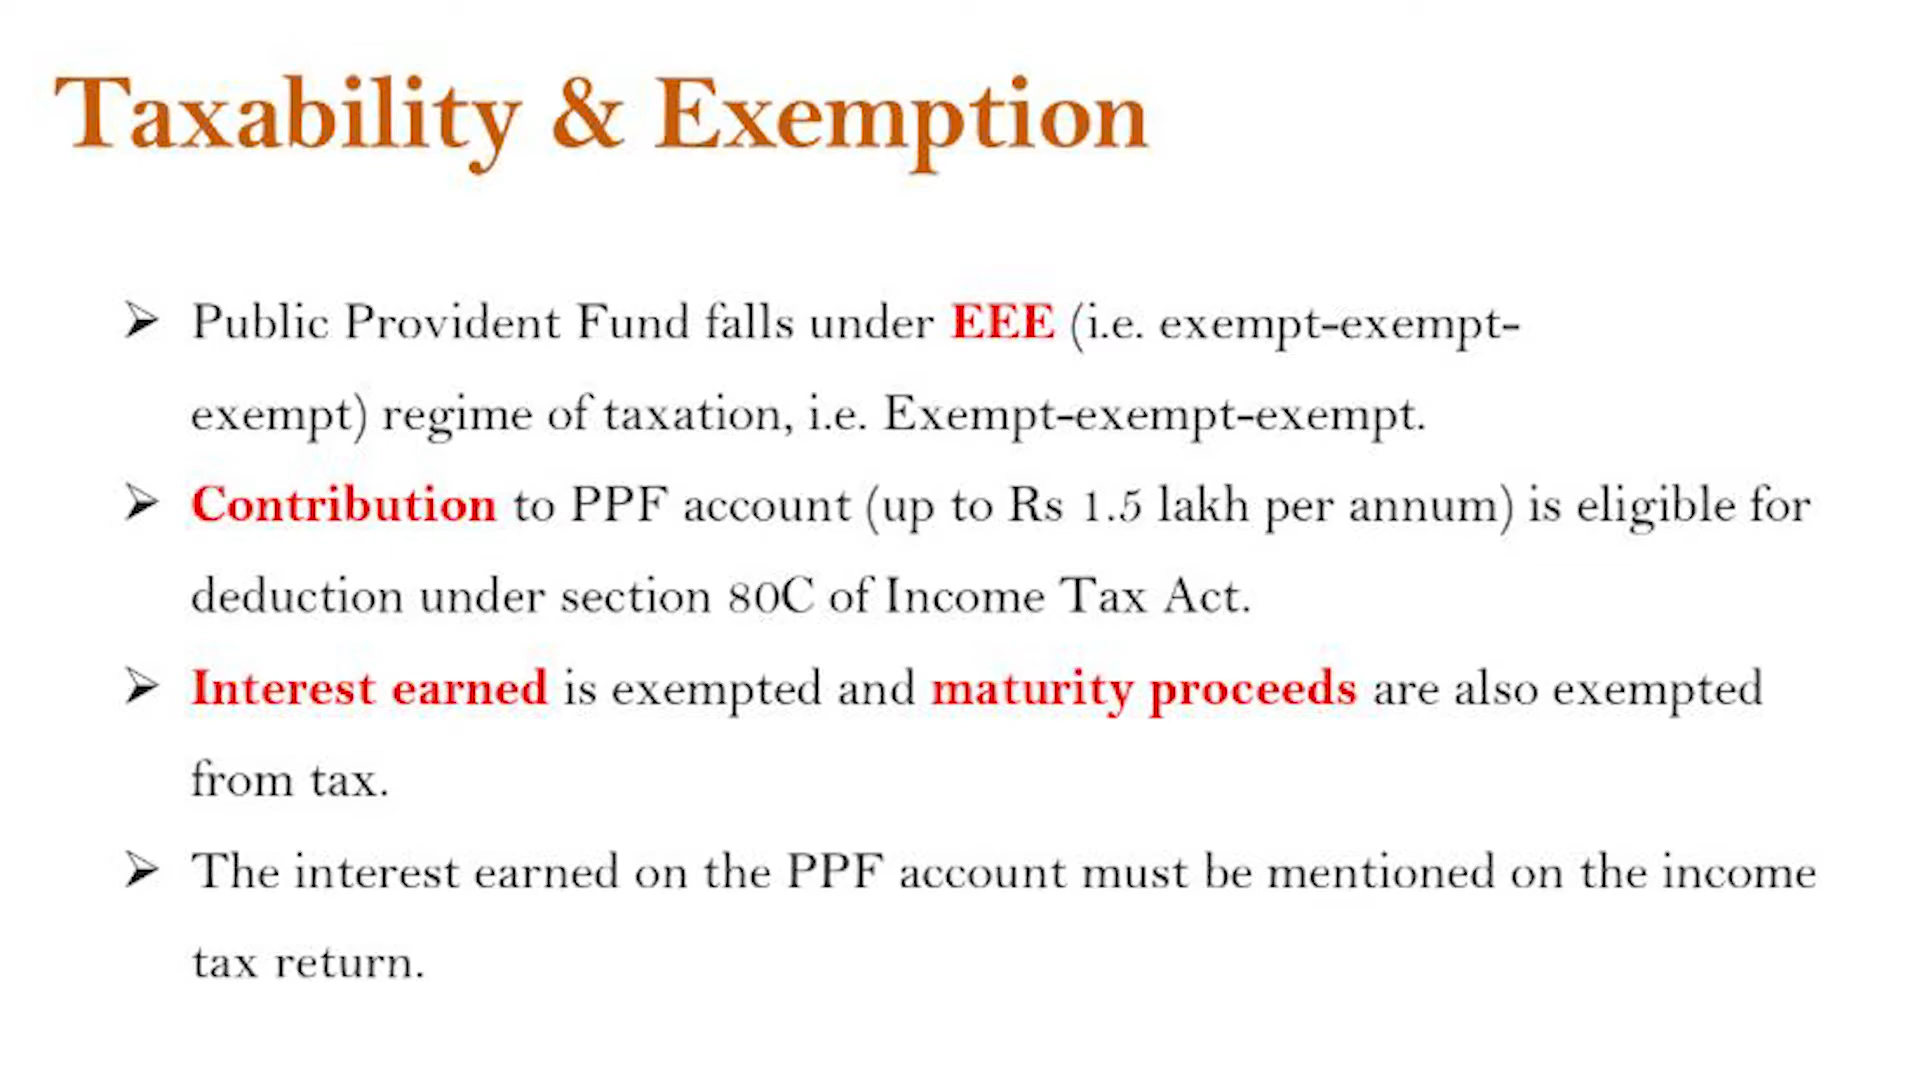 Taxability & Exemption
➢ Public Provident Fund falls under EEE (i.e. exempt-exempt-
exempt) regime of taxation, i.e. Exempt-exempt-exempt.
➢ Contribution to PPF account (up to Rs 1.5 lakh per annum) is eligible for
deduction under section 80C of Income Tax Act.
➢ Interest earned is exempted and maturity proceeds are also exempted
from tax.
➢ The interest earned on the PPF account must be mentioned on the income
tax return.